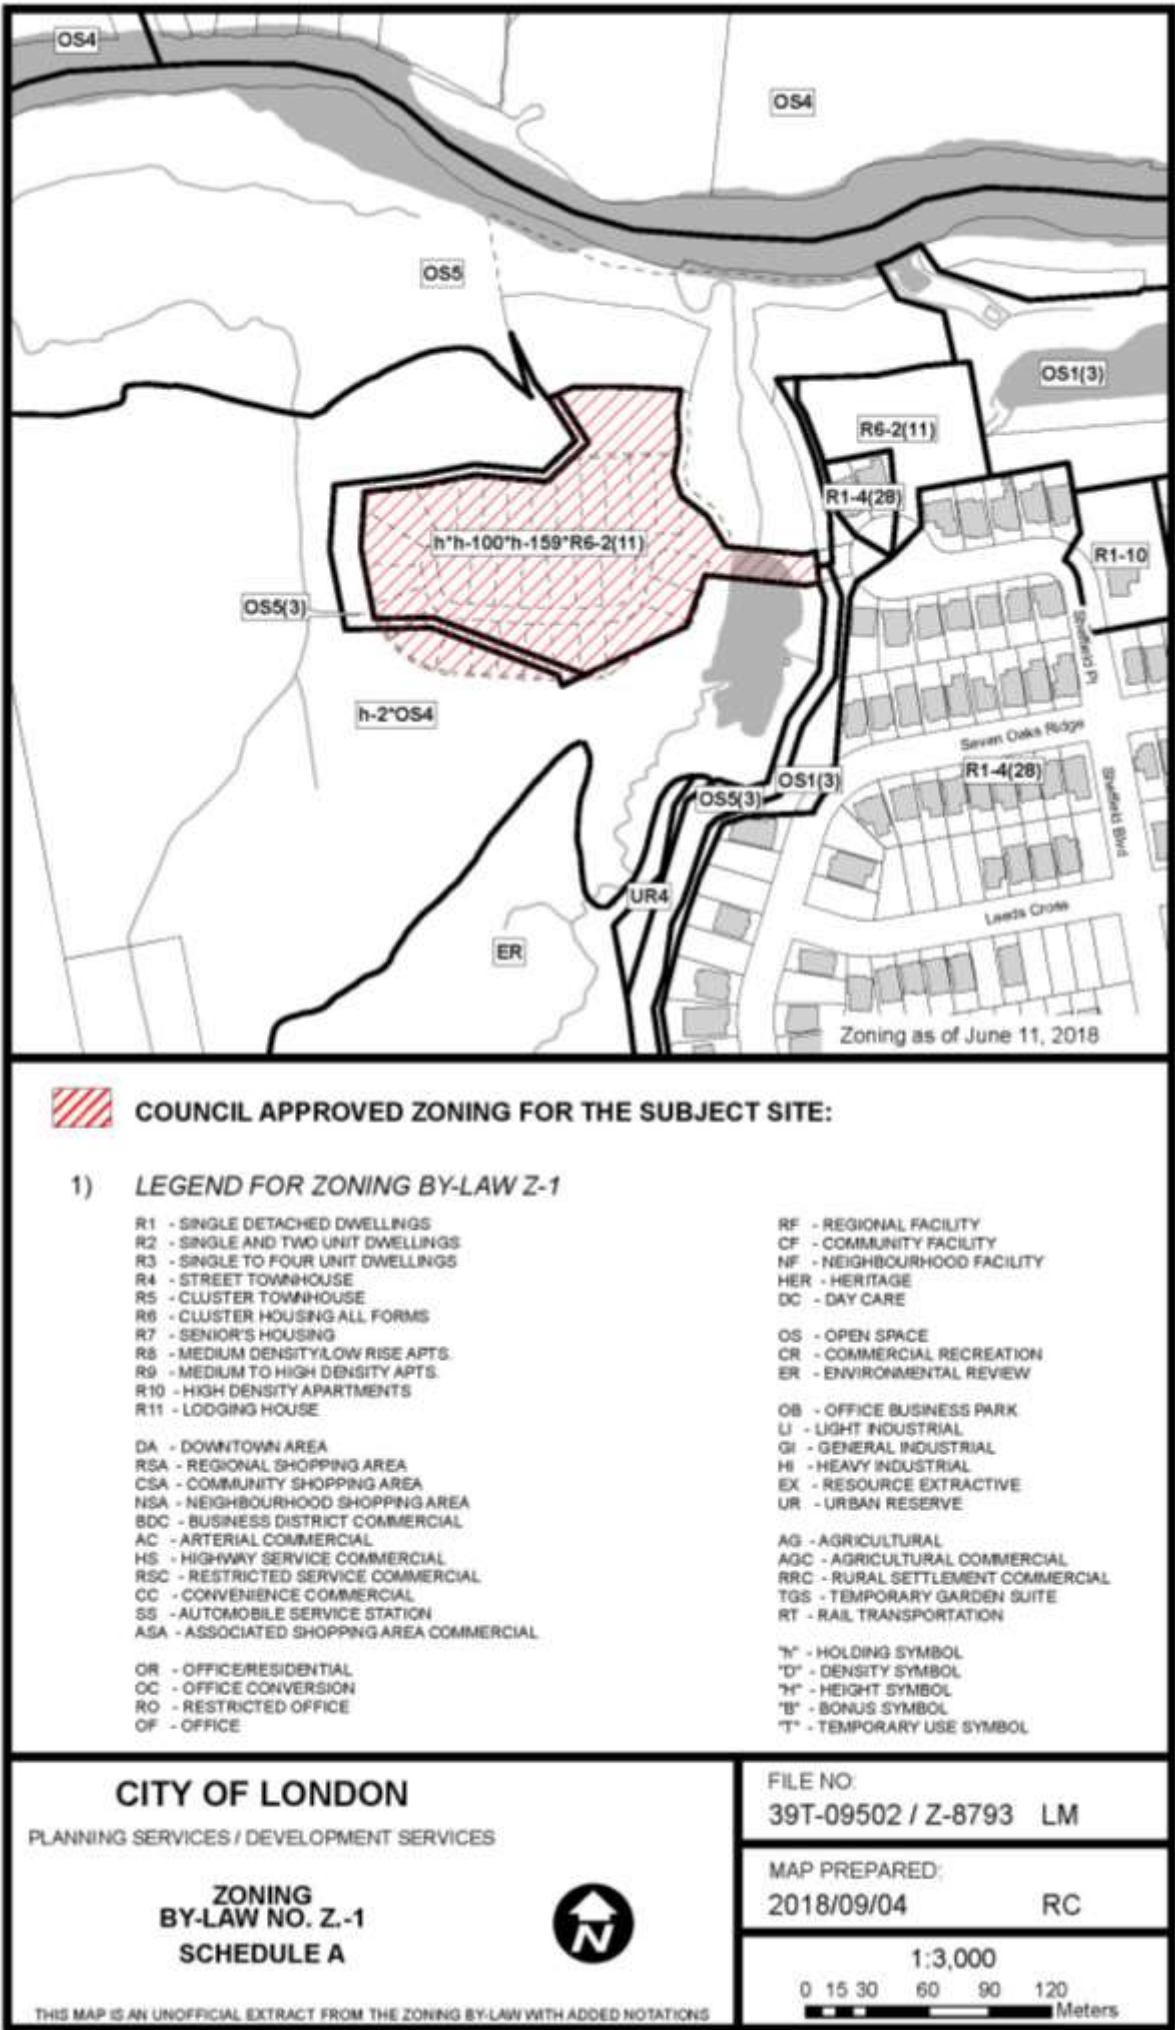 OS4
OS4
OS5
OS1(3)
R6-2(11)
R1-4(28)
h*h-100*h-159*R6-2(11)
R1-10
OS5(3)
Sheffield Pl
h-2*OS4
Seven Oaks Ridge
R1-4(28)
OS1(3)
OS5(3)
Sheffield Blvd
UR4
Leeds Cross
ER
Zoning as of June 11, 2018
COUNCIL APPROVED ZONING FOR THE SUBJECT SITE:
1) LEGEND FOR ZONING BY-LAW Z-1
R1 - SINGLE DETACHED DWELLINGS
R2 - SINGLE AND TWO UNIT DWELLINGS
R3 - SINGLE TO FOUR UNIT DWELLINGS
R4 - STREET TOWNHOUSE
R5 - CLUSTER TOWNHOUSE
R6 - CLUSTER HOUSING ALL FORMS
R7 - SENIOR'S HOUSING
R8 - MEDIUM DENSITY/LOW RISE APTS.
R9 - MEDIUM TO HIGH DENSITY APTS.
R10 - HIGH DENSITY APARTMENTS
R11 - LODGING HOUSE
DA - DOWNTOWN AREA
RSA - REGIONAL SHOPPING AREA
CSA - COMMUNITY SHOPPING AREA
NSA - NEIGHBOURHOOD SHOPPING AREA
BDC - BUSINESS DISTRICT COMMERCIAL
AC - ARTERIAL COMMERCIAL
HS - HIGHWAY SERVICE COMMERCIAL
RSC - RESTRICTED SERVICE COMMERCIAL
CC - CONVENIENCE COMMERCIAL
SS - AUTOMOBILE SERVICE STATION
ASA - ASSOCIATED SHOPPING AREA COMMERCIAL
OR - OFFICE/RESIDENTIAL
OC - OFFICE CONVERSION
RO - RESTRICTED OFFICE
OF - OFFICE
RF - REGIONAL FACILITY
CF - COMMUNITY FACILITY
NF - NEIGHBOURHOOD FACILITY
HER - HERITAGE
DC - DAY CARE
OS - OPEN SPACE
CR - COMMERCIAL RECREATION
ER - ENVIRONMENTAL REVIEW
OB - OFFICE BUSINESS PARK
LI - LIGHT INDUSTRIAL
GI - GENERAL INDUSTRIAL
HI - HEAVY INDUSTRIAL
EX - RESOURCE EXTRACTIVE
UR - URBAN RESERVE
AG - AGRICULTURAL
AGC - AGRICULTURAL COMMERCIAL
RRC - RURAL SETTLEMENT COMMERCIAL
TGS - TEMPORARY GARDEN SUITE
RT - RAIL TRANSPORTATION
"h" - HOLDING SYMBOL
"D" - DENSITY SYMBOL
"H" - HEIGHT SYMBOL
"B" - BONUS SYMBOL
"T" - TEMPORARY USE SYMBOL
CITY OF LONDON
PLANNING SERVICES / DEVELOPMENT SERVICES
ZONING
BY-LAW NO. Z.-1
SCHEDULE A
N
THIS MAP IS AN UNOFFICIAL EXTRACT FROM THE ZONING BY-LAW WITH ADDED NOTATIONS
FILE NO:
39T-09502 / Z-8793 LM
MAP PREPARED:
2018/09/04 RC
1:3,000
0 15 30 60 90 120
Meters